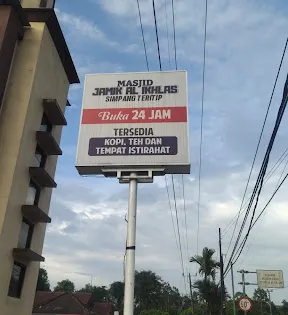 MASJID
JAMIK AL IKHLAS
SIMPANG TERITIP
Buka 24 JAM
TERSEDIA
KOPI, TEH DAN
TEMPAT ISTIRAHAT